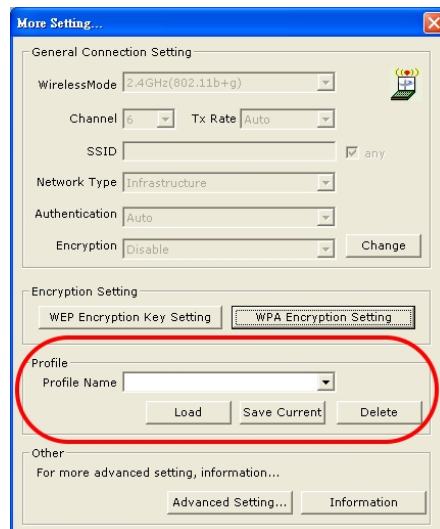 More Setting...
General Connection Setting
WirelessMode 2.4GHz(802.11b+g)
Channel 6 Tx Rate Auto
SSID any
Network Type Infrastructure
Authentication Auto
Encryption Disable Change
Encryption Setting
WEP Encryption Key Setting WPA Encryption Setting
Profile
Profile Name
Load Save Current Delete
Other
For more advanced setting, information...
Advanced Setting... Information